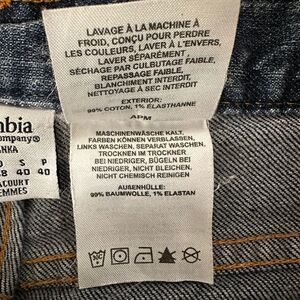 LAVAGE À LA MACHINE À
FROID, CONÇU POUR PERDRE
LES COULEURS, LAVER À L'ENVERS,
LAVER SÉPARÉMENT,
SÉCHAGE PAR CULBUTAGE FAIBLE,
REPASSAGE FAIBLE,
BLANCHIMENT INTERDIT,
NETTOYAGE A SEC INTERDIT
EXTERIOR:
99% COTON, 1% ÉLASTHANNE
APM
MASCHINENWÄSCHE KALT.
FARBEN KÖNNEN VERBLASSEN,
LINKS WASCHEN, SEPARAT WASCHEN,
TROCKNEN IM TROCKNER
BEI NIEDRIGER, BÜGELN BEI
NIEDRIGER, NICHT BLEICHEN,
NICHT CHEMISCH REINIGEN
AUßENHÜLLE:
99% BAUMWOLLE, 1% ELASTAN
mbia
ompany®
ANKA
S P
40 40
COURT
EMMES